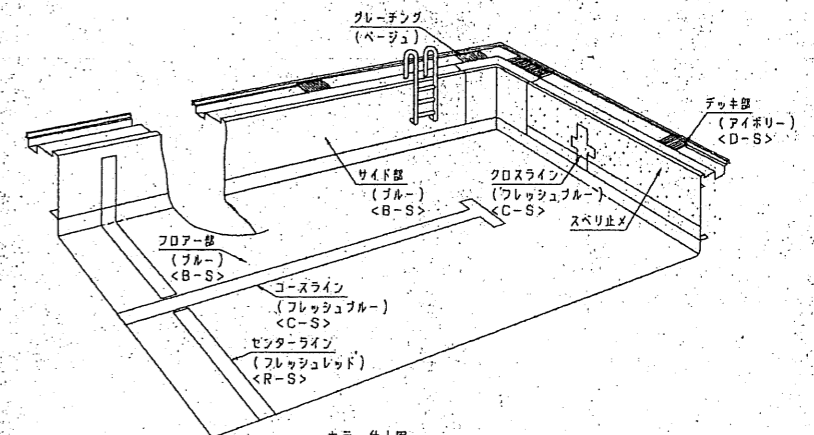 グレーチング
(ベージュ)
デッキ部
(アイボリー)
<D-S>
サイド部
(ブルー)
<B-S>
クロスライン
(フレッシュブルー)
<C-S>
スベリ止メ
フロアー部
(ブルー)
<B-S>
コースライン
(フレッシュブルー)
<C-S>
センターライン
(フレッシュレッド)
<R-S>